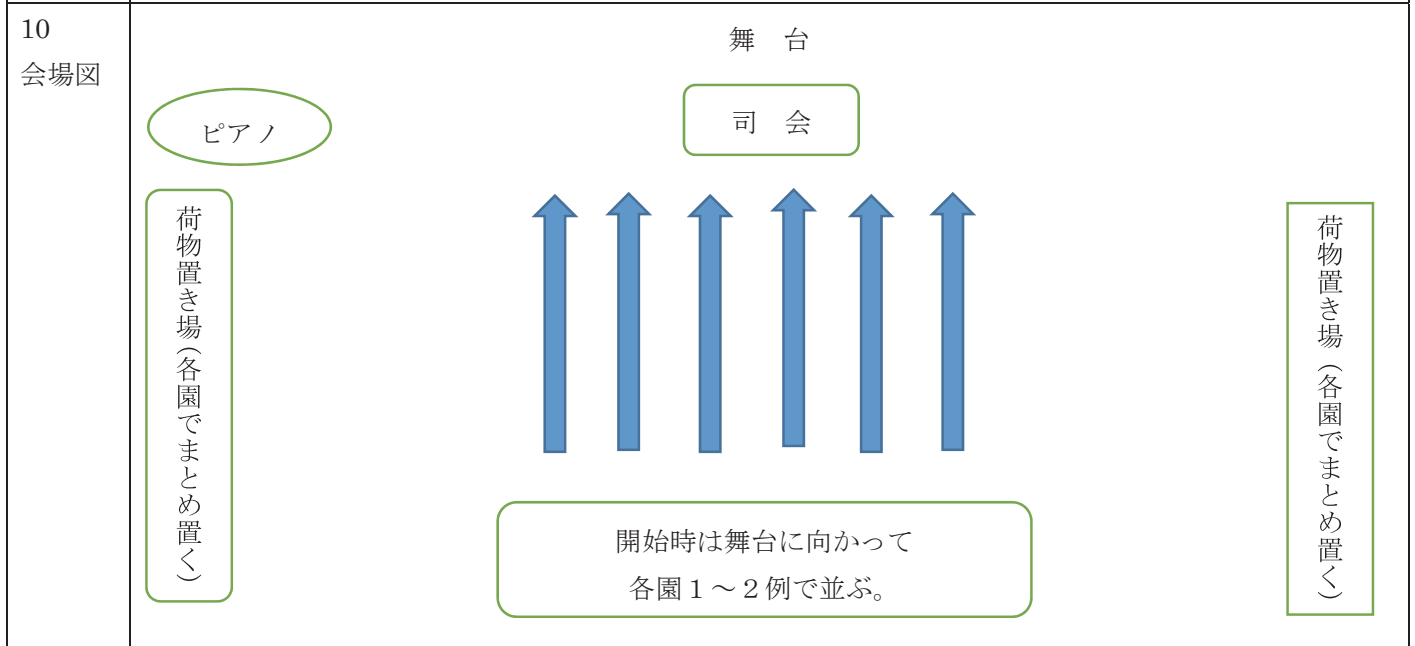 10
会場図
舞　台
司　会
ピアノ
荷物置き場（各園でまとめ置く）
荷物置き場（各園でまとめ置く）
開始時は舞台に向かって
各園１～２例で並ぶ。